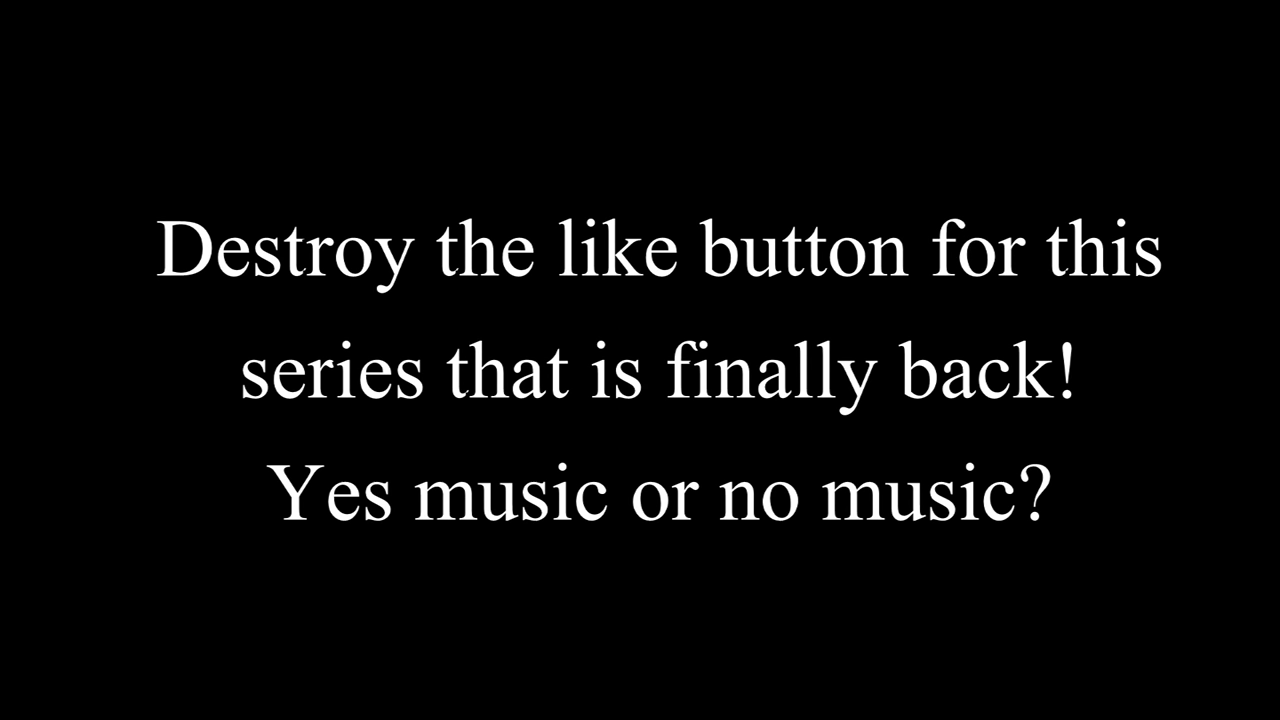 Destroy the like button for this
series that is finally back!
Yes music or no music?